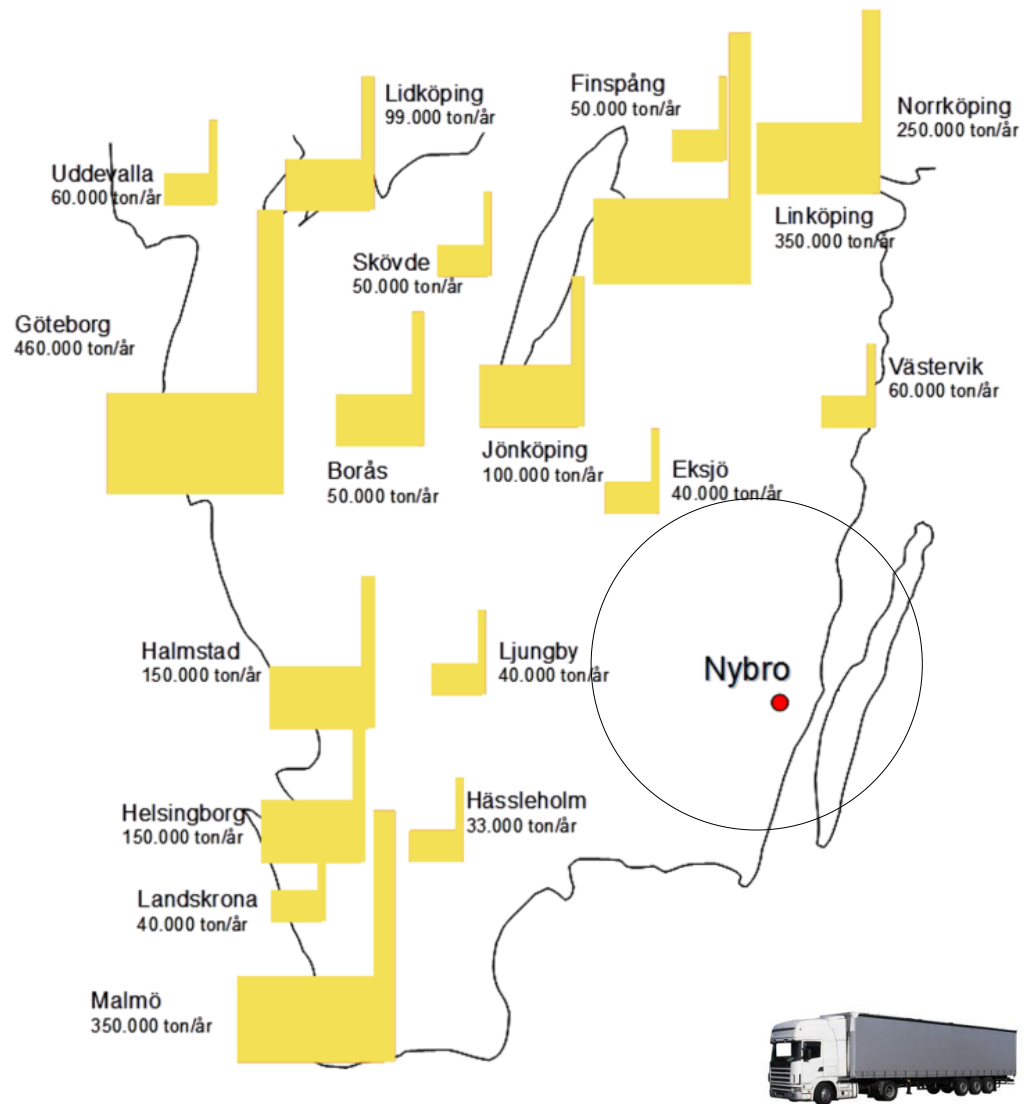 Lidköping
99.000 ton/år
Finspång
50.000 ton/år
Norrköping
250.000 ton/år
Uddevalla
60.000 ton/år
Linköping
350.000 ton/år
Skövde
50.000 ton/år
Göteborg
460.000 ton/år
Västervik
60.000 ton/år
Borås
50.000 ton/år
Jönköping
100.000 ton/år
Eksjö
40.000 ton/år
Halmstad
150.000 ton/år
Ljungby
40.000 ton/år
Nybro
Helsingborg
150.000 ton/år
Hässleholm
33.000 ton/år
Landskrona
40.000 ton/år
Malmö
350.000 ton/år